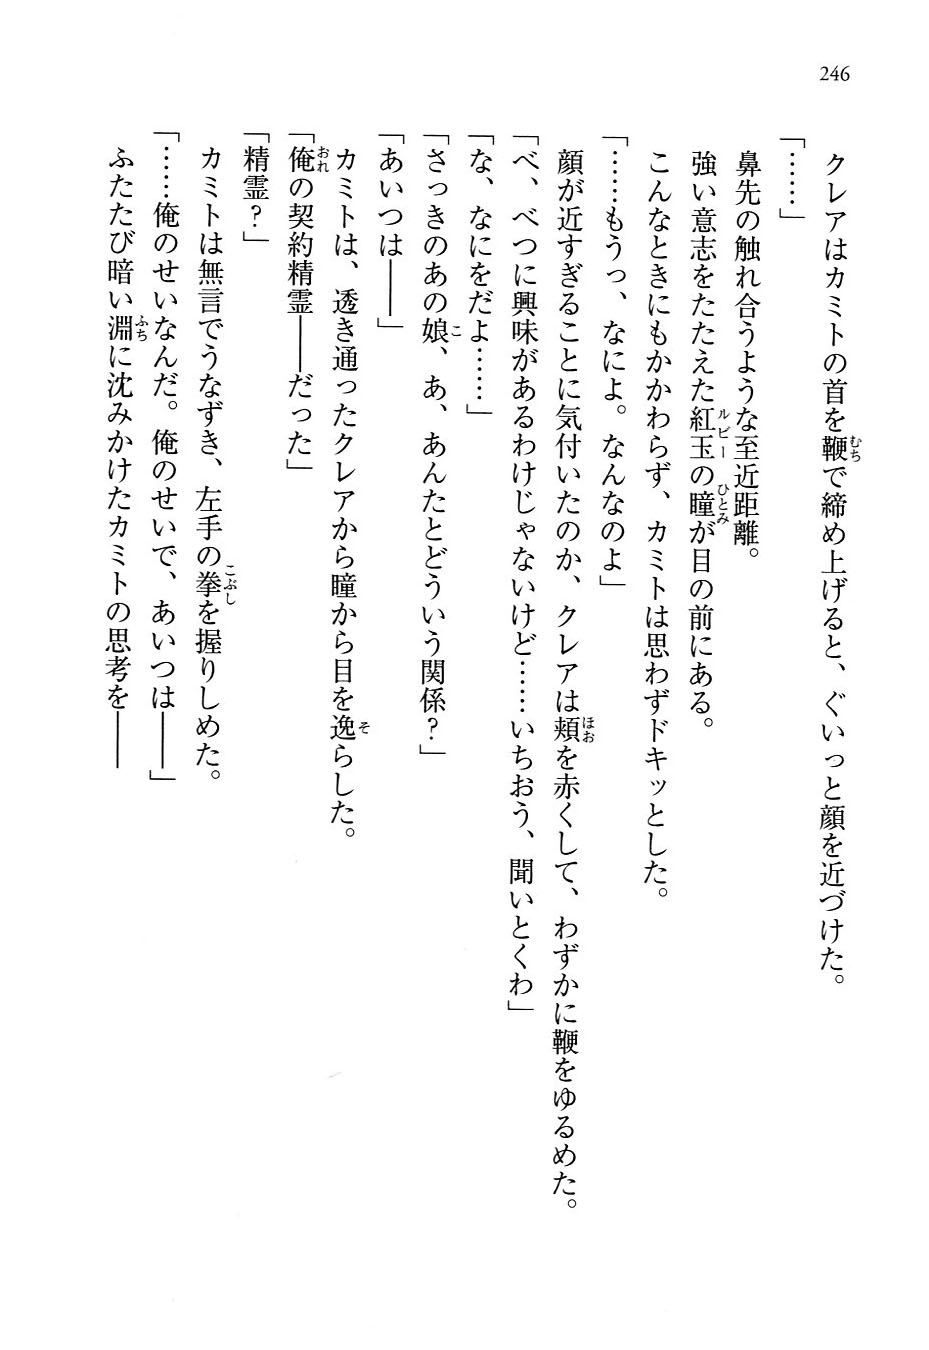 246
クレアはカミトの首を鞭で締め上げると、ぐいっと顔を近づけた。
「……」
鼻先の触れ合うような至近距離。
強い意志をたたえた紅玉の瞳が目の前にある。
こんなときにもかかわらず、カミトは思わずドキッとした。
「……もうっ、なによ。なんなのよ」
顔が近すぎることに気付いたのか、クレアは頬を赤くして、わずかに鞭をゆるめた。
「べ、べつに興味があるわけじゃないけど……いちおう、聞いとくわ」
「な、なにをだよ……」
「さっきのあの娘、あ、あんたとどういう関係？」
「あいつは――」
カミトは、透き通ったクレアから瞳から目を逸らした。
「俺の契約精霊――だった」
「精霊？」
カミトは無言でうなずき、左手の拳を握りしめた。
「……俺のせいなんだ。俺のせいで、あいつは――」
ふたたび暗い淵に沈みかけたカミトの思考を――